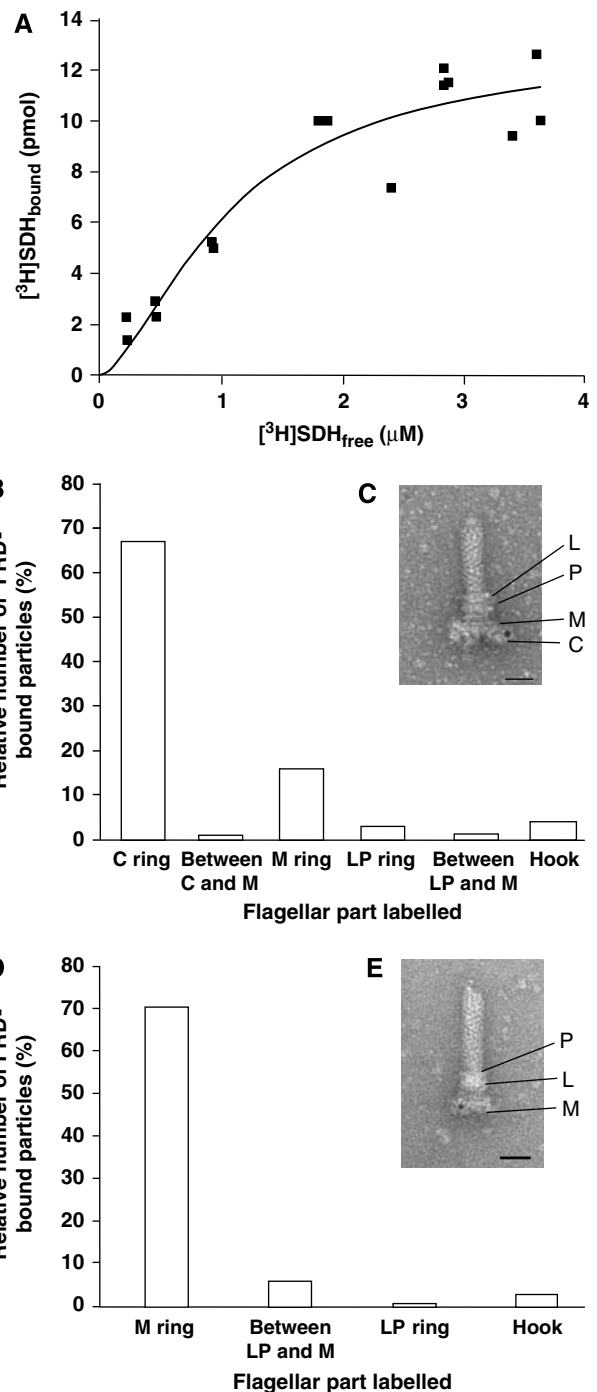 A
14
12
10
8
6
4
2
0
[³H]SDHbound (pmol)
0 1 2 3 4
[³H]SDHfree (μM)
80
70
60
50
40
30
20
10
0
bound particles (%)
C ring Between C and M M ring LP ring Between LP and M Hook
Flagellar part labelled
C
L
P
M
C
80
70
60
50
40
30
20
10
0
bound particles (%)
M ring Between LP and M LP ring Hook
Flagellar part labelled
E
P
L
M